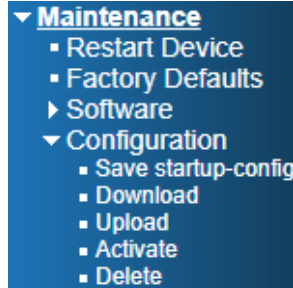 Maintenance
Restart Device
Factory Defaults
Software
Configuration
Save startup-config
Download
Upload
Activate
Delete